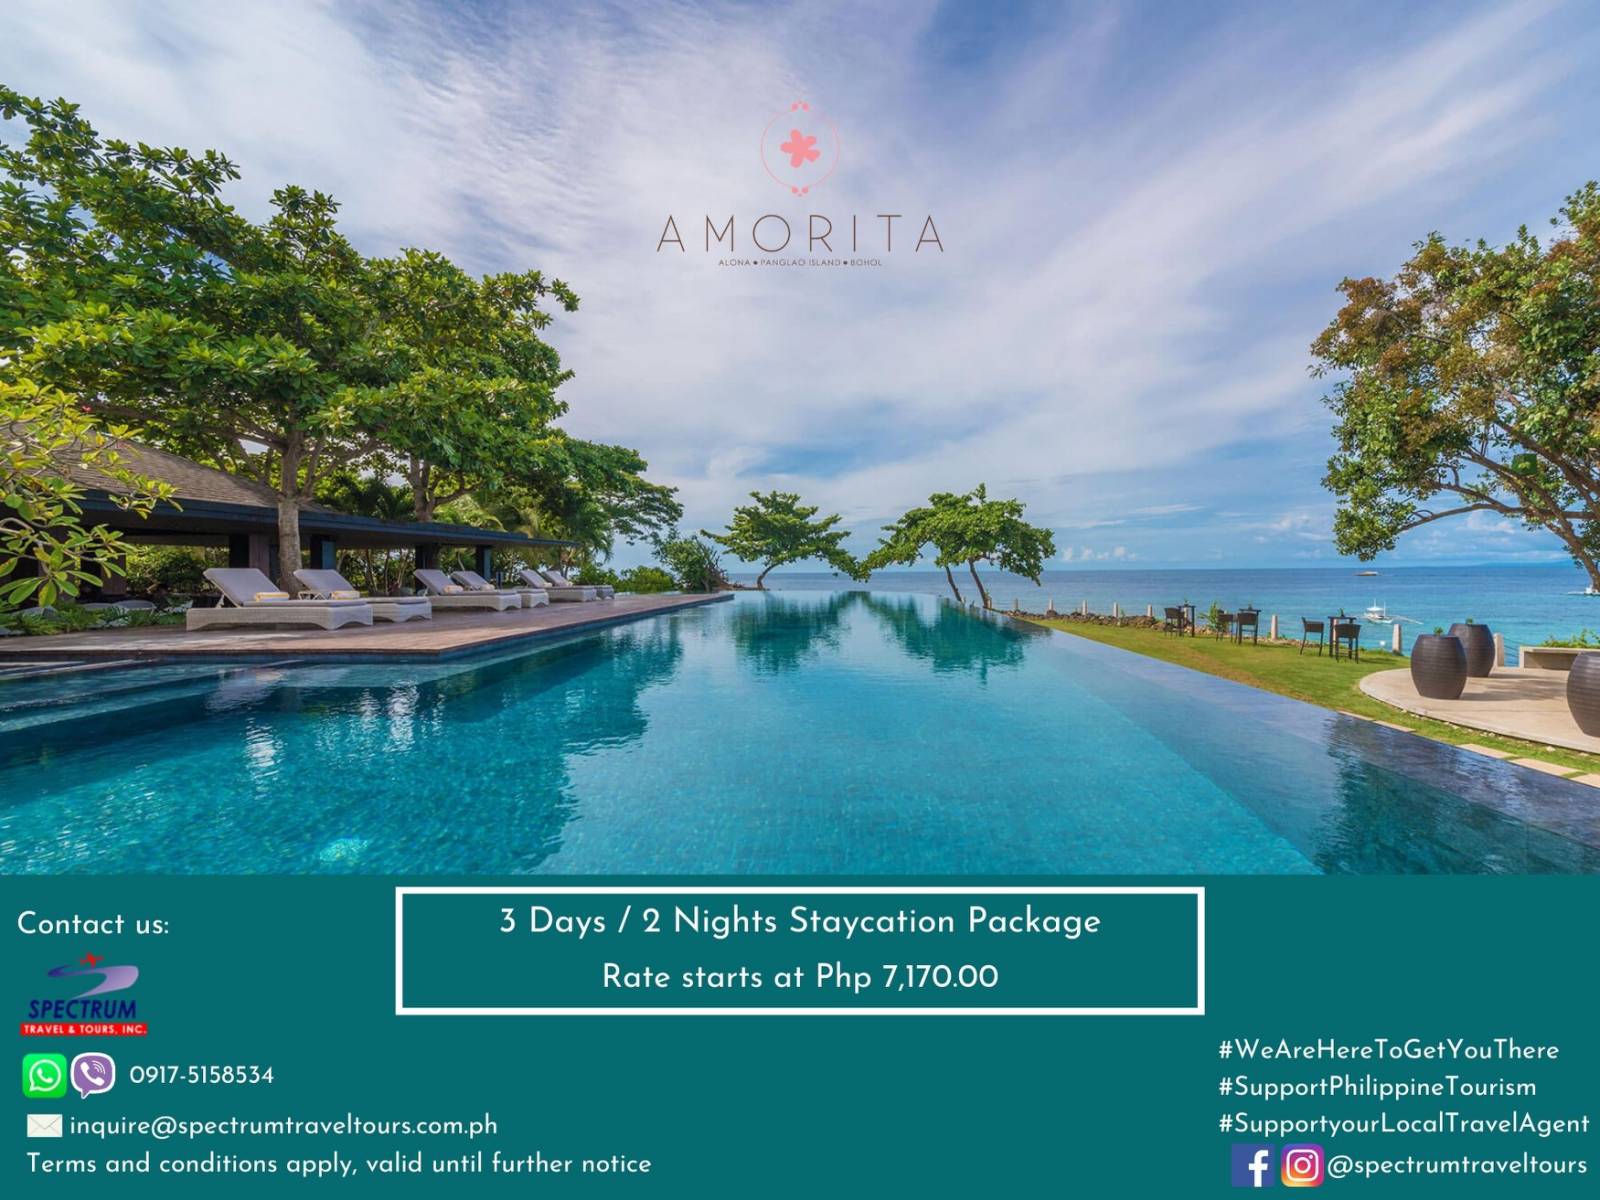 AMORITA
ALONA • PANGLAO ISLAND • BOHOL
3 Days / 2 Nights Staycation Package
Rate starts at Php 7,170.00
Contact us:
SPECTRUM
TRAVEL & TOURS, INC.
0917-5158534
inquire@spectrumtraveltours.com.ph
Terms and conditions apply, valid until further notice
#WeAreHereToGetYouThere
#SupportPhilippineTourism
#SupportyourLocalTravelAgent
@spectrumtraveltours